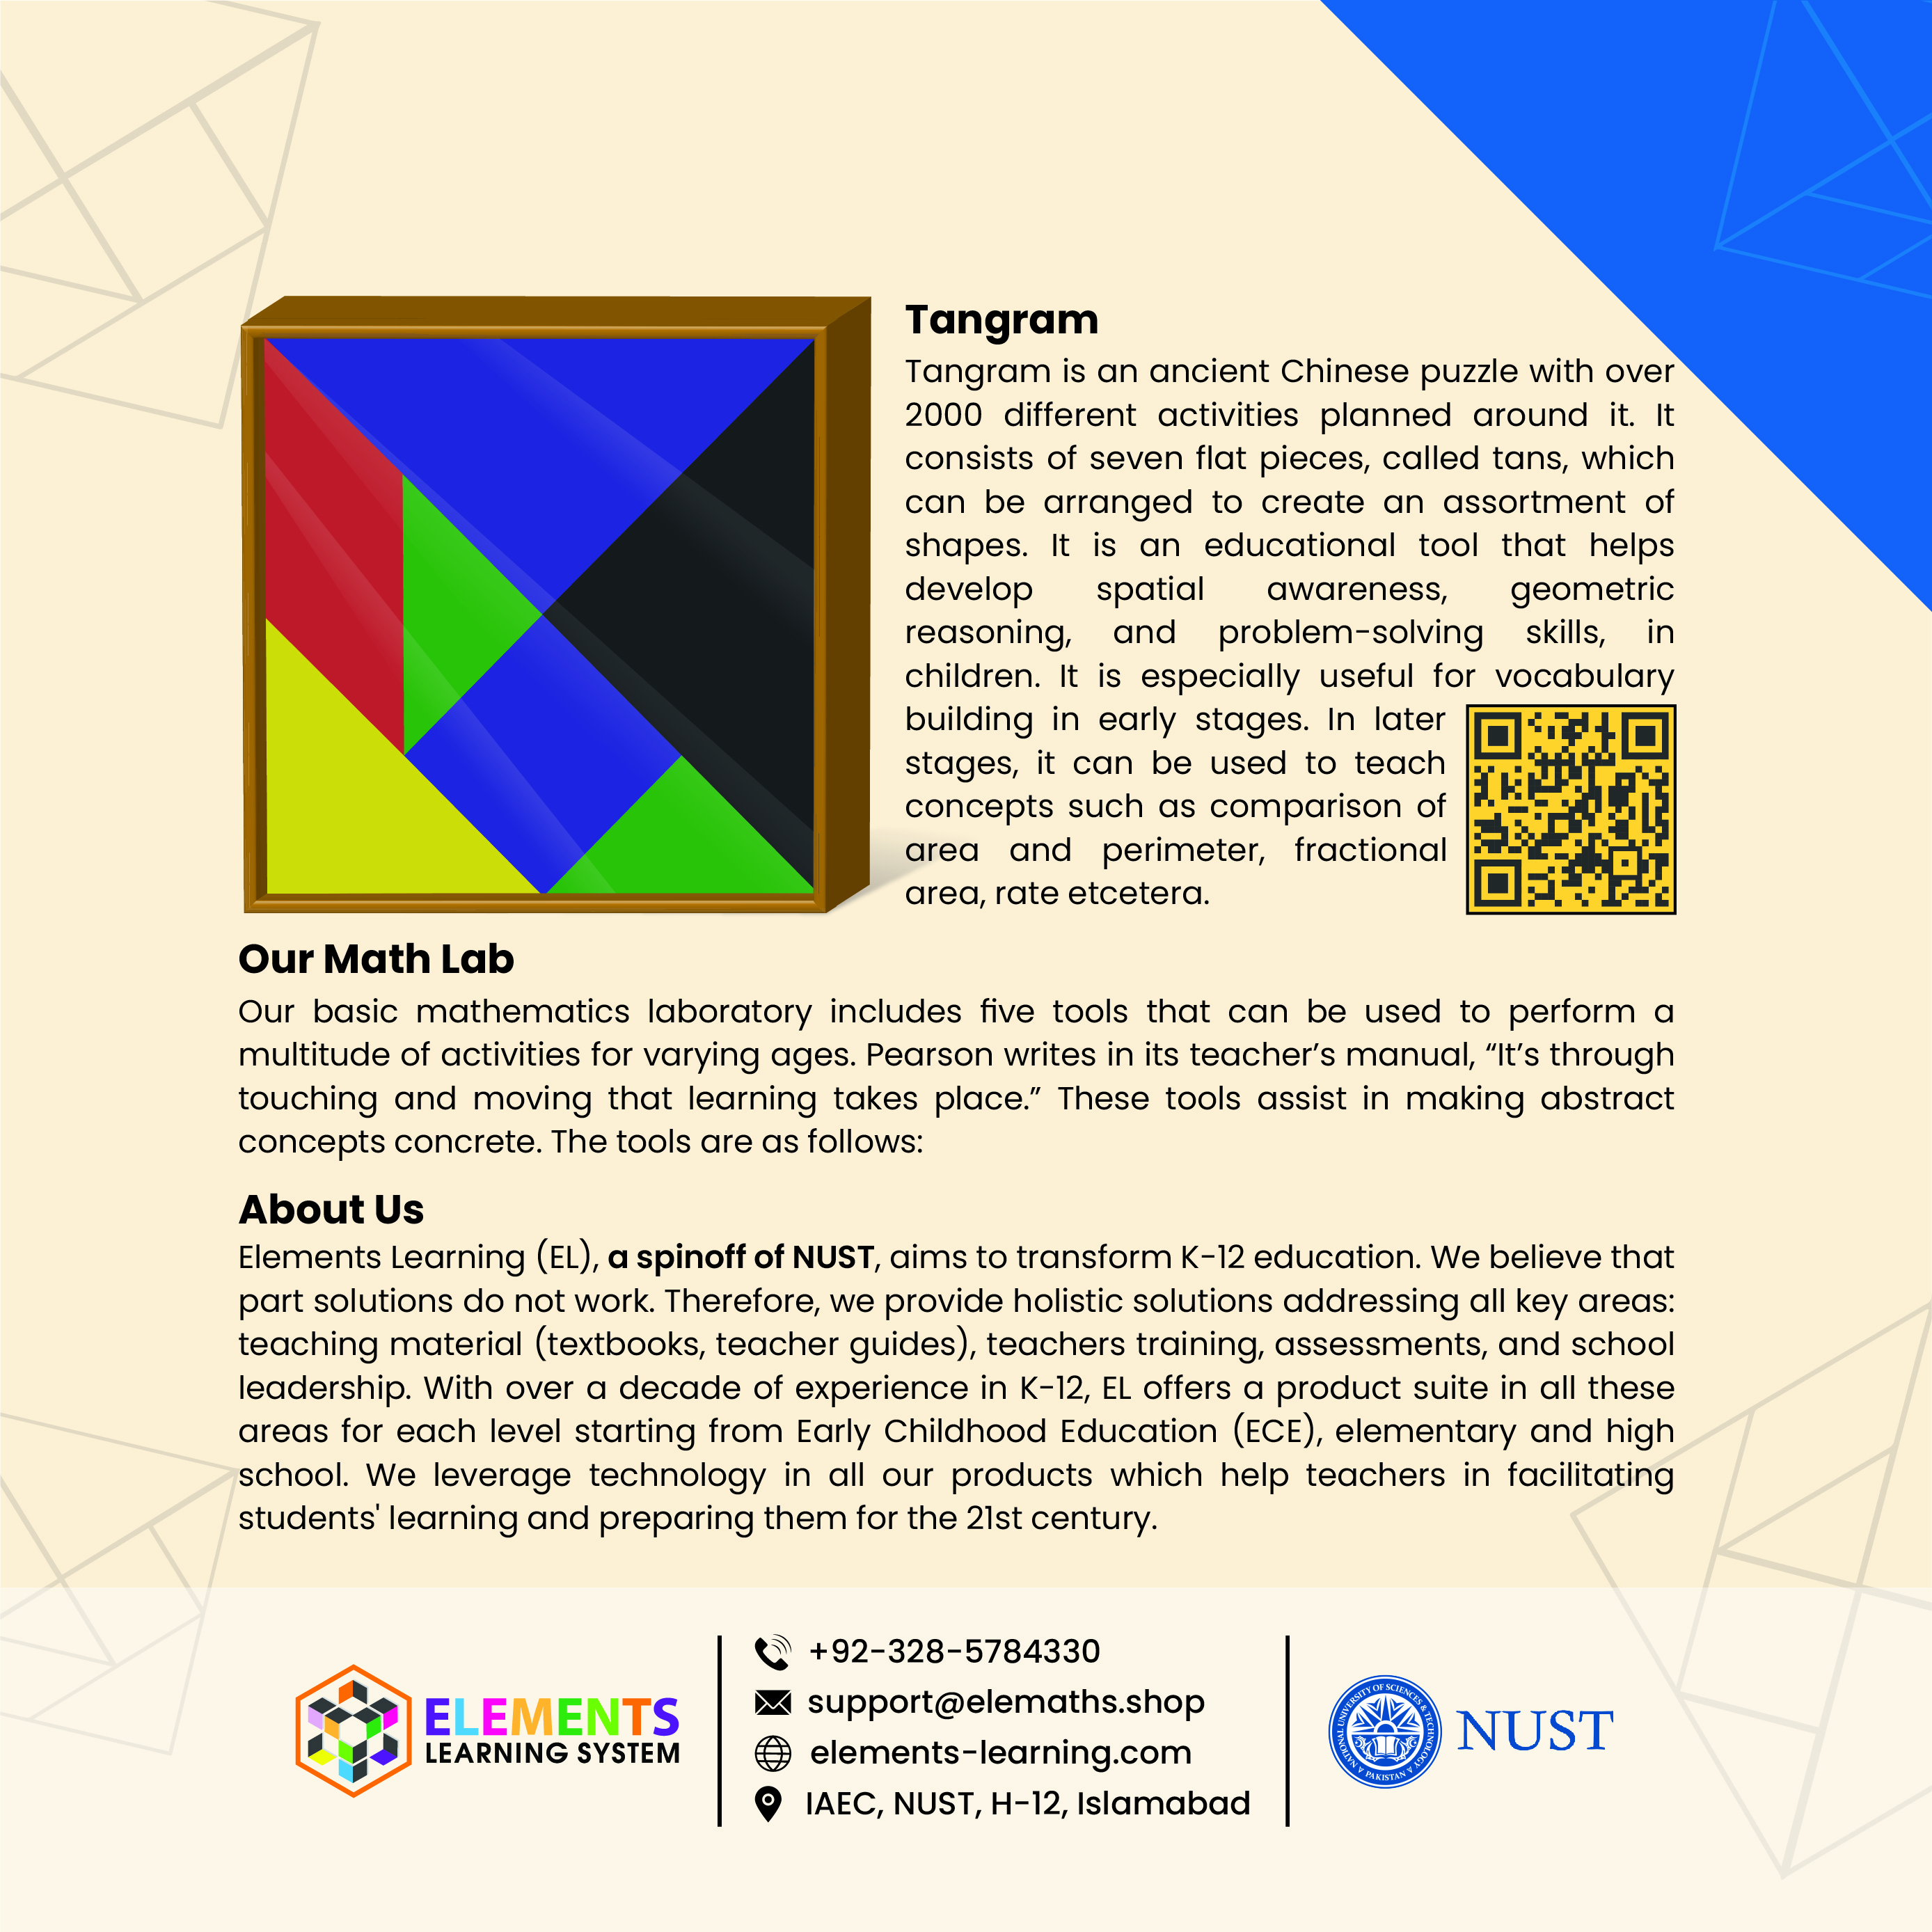 Tangram
Tangram is an ancient Chinese puzzle with over
2000 different activities planned around it. It
consists of seven flat pieces, called tans, which
can be arranged to create an assortment of
shapes. It is an educational tool that helps
develop spatial awareness, geometric
reasoning, and problem-solving skills, in
children. It is especially useful for vocabulary
building in early stages. In later
stages, it can be used to teach
concepts such as comparison of
area and perimeter, fractional
area, rate etcetera.
Our Math Lab
Our basic mathematics laboratory includes five tools that can be used to perform a
multitude of activities for varying ages. Pearson writes in its teacher’s manual, “It’s through
touching and moving that learning takes place.” These tools assist in making abstract
concepts concrete. The tools are as follows:
About Us
Elements Learning (EL), a spinoff of NUST, aims to transform K-12 education. We believe that
part solutions do not work. Therefore, we provide holistic solutions addressing all key areas:
teaching material (textbooks, teacher guides), teachers training, assessments, and school
leadership. With over a decade of experience in K-12, EL offers a product suite in all these
areas for each level starting from Early Childhood Education (ECE), elementary and high
school. We leverage technology in all our products which help teachers in facilitating
students' learning and preparing them for the 21st century.
ELEMENTS
LEARNING SYSTEM
+92-328-5784330
support@elemaths.shop
elements-learning.com
IAEC, NUST, H-12, Islamabad
NATIONAL UNIVERSITY OF SCIENCES & TECHNOLOGY
PAKISTAN
NUST